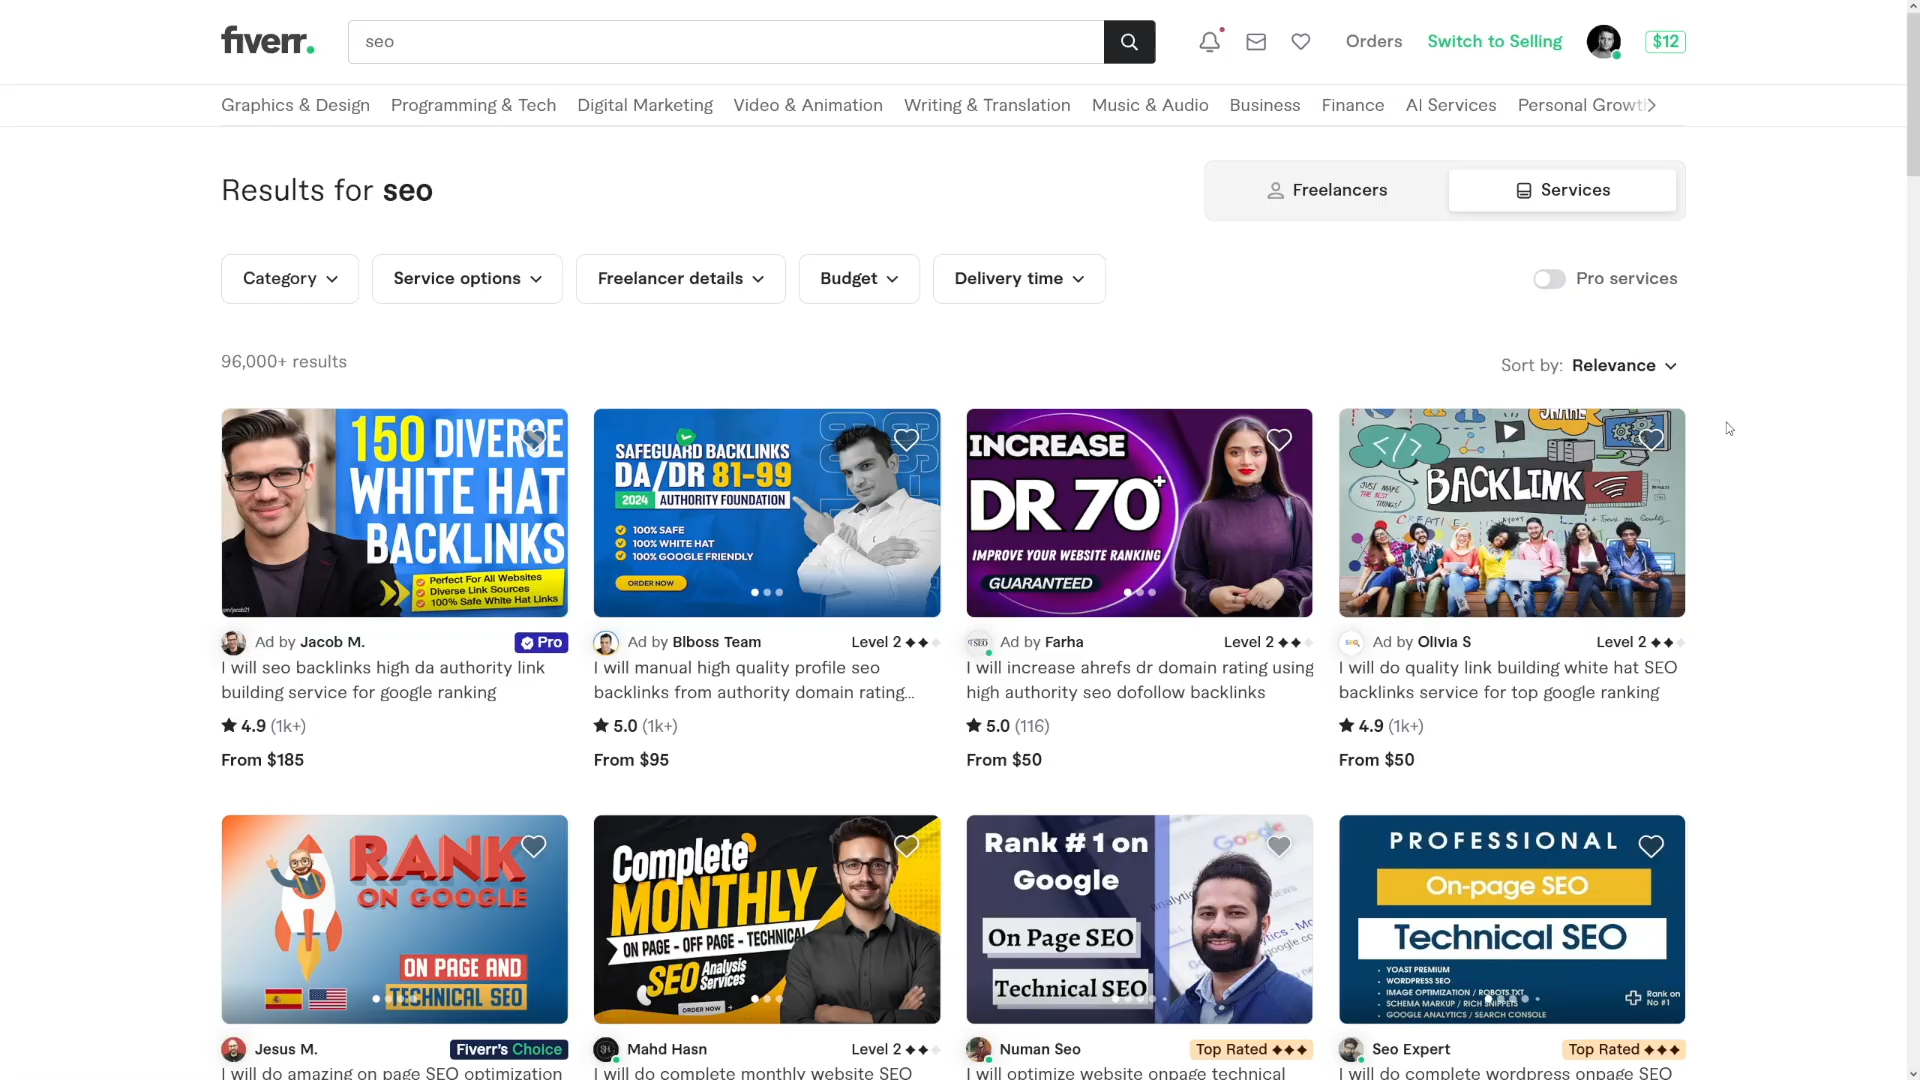 fiverr.
seo
Orders
Switch to Selling
$12
Graphics & Design
Programming & Tech
Digital Marketing
Video & Animation
Writing & Translation
Music & Audio
Business
Finance
AI Services
Personal Growt
Results for seo
Freelancers
Services
Category
Service options
Freelancer details
Budget
Delivery time
Pro services
96,000+ results
Sort by: Relevance
150 DIVERSE
WHITE HAT
BACKLINKS
Perfect For All Websites
Diverse Link Sources
100% Safe White Hat Links
Ad by Jacob M.
Pro
I will seo backlinks high da authority link
building service for google ranking
4.9 (1k+)
From $185
SAFEGUARD BACKLINKS
DA/DR 81-99
2024 AUTHORITY FOUNDATION
100% SAFE
100% WHITE HAT
100% GOOGLE FRIENDLY
ORDER NOW
Ad by Blboss Team
Level 2
I will manual high quality profile seo
backlinks from authority domain rating...
5.0 (1k+)
From $95
INCREASE
DR 70+
IMPROVE YOUR WEBSITE RANKING
GUARANTEED
Ad by Farha
Level 2
I will increase ahrefs dr domain rating using
high authority seo dofollow backlinks
5.0 (116)
From $50
SHARE
</>
BACKLINK
JUST MAKE
THE BEST
THINGS!
CREATIVE
Ad by Olivia S
Level 2
I will do quality link building white hat SEO
backlinks service for top google ranking
4.9 (1k+)
From $50
RANK
ON GOOGLE
ON PAGE AND
TECHNICAL SEO
Jesus M.
Fiverr's Choice
I will do amazing on page SEO optimization
Complete
MONTHLY
ON PAGE - OFF PAGE - TECHNICAL
SEO Analysis
Services
ORDER NOW
Mahd Hasn
Level 2
I will do complete monthly website SEO
Rank # 1 on
Google
On Page SEO
Technical SEO
Numan Seo
Top Rated
I will optimize website onpage technical
PROFESSIONAL
On-page SEO
Technical SEO
YOAST PREMIUM
WORDPRESS SEO
IMAGE OPTIMIZATION / ROBOTS.TXT
SCHEMA MARKUP / RICH SNIPPETS
GOOGLE ANALYTICS / SEARCH CONSOLE
Rank on
No #1
Seo Expert
Top Rated
I will do complete wordpress onpage SEO